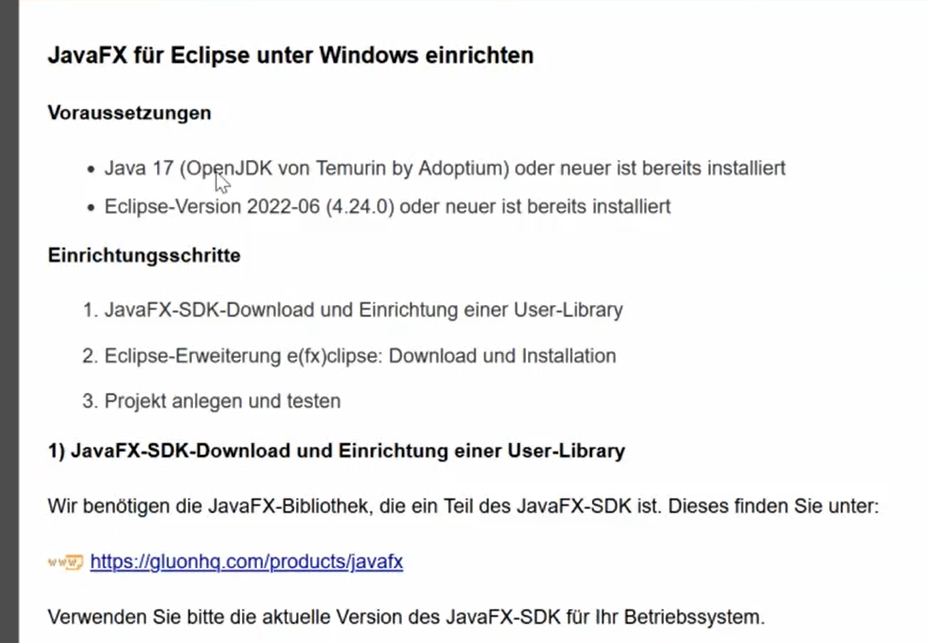 JavaFX für Eclipse unter Windows einrichten
Voraussetzungen
• Java 17 (OpenJDK von Temurin by Adoptium) oder neuer ist bereits installiert
• Eclipse-Version 2022-06 (4.24.0) oder neuer ist bereits installiert
Einrichtungsschritte
1. JavaFX-SDK-Download und Einrichtung einer User-Library
2. Eclipse-Erweiterung e(fx)clipse: Download und Installation
3. Projekt anlegen und testen
1) JavaFX-SDK-Download und Einrichtung einer User-Library
Wir benötigen die JavaFX-Bibliothek, die ein Teil des JavaFX-SDK ist. Dieses finden Sie unter:
www https://gluonhq.com/products/javafx
Verwenden Sie bitte die aktuelle Version des JavaFX-SDK für Ihr Betriebssystem.